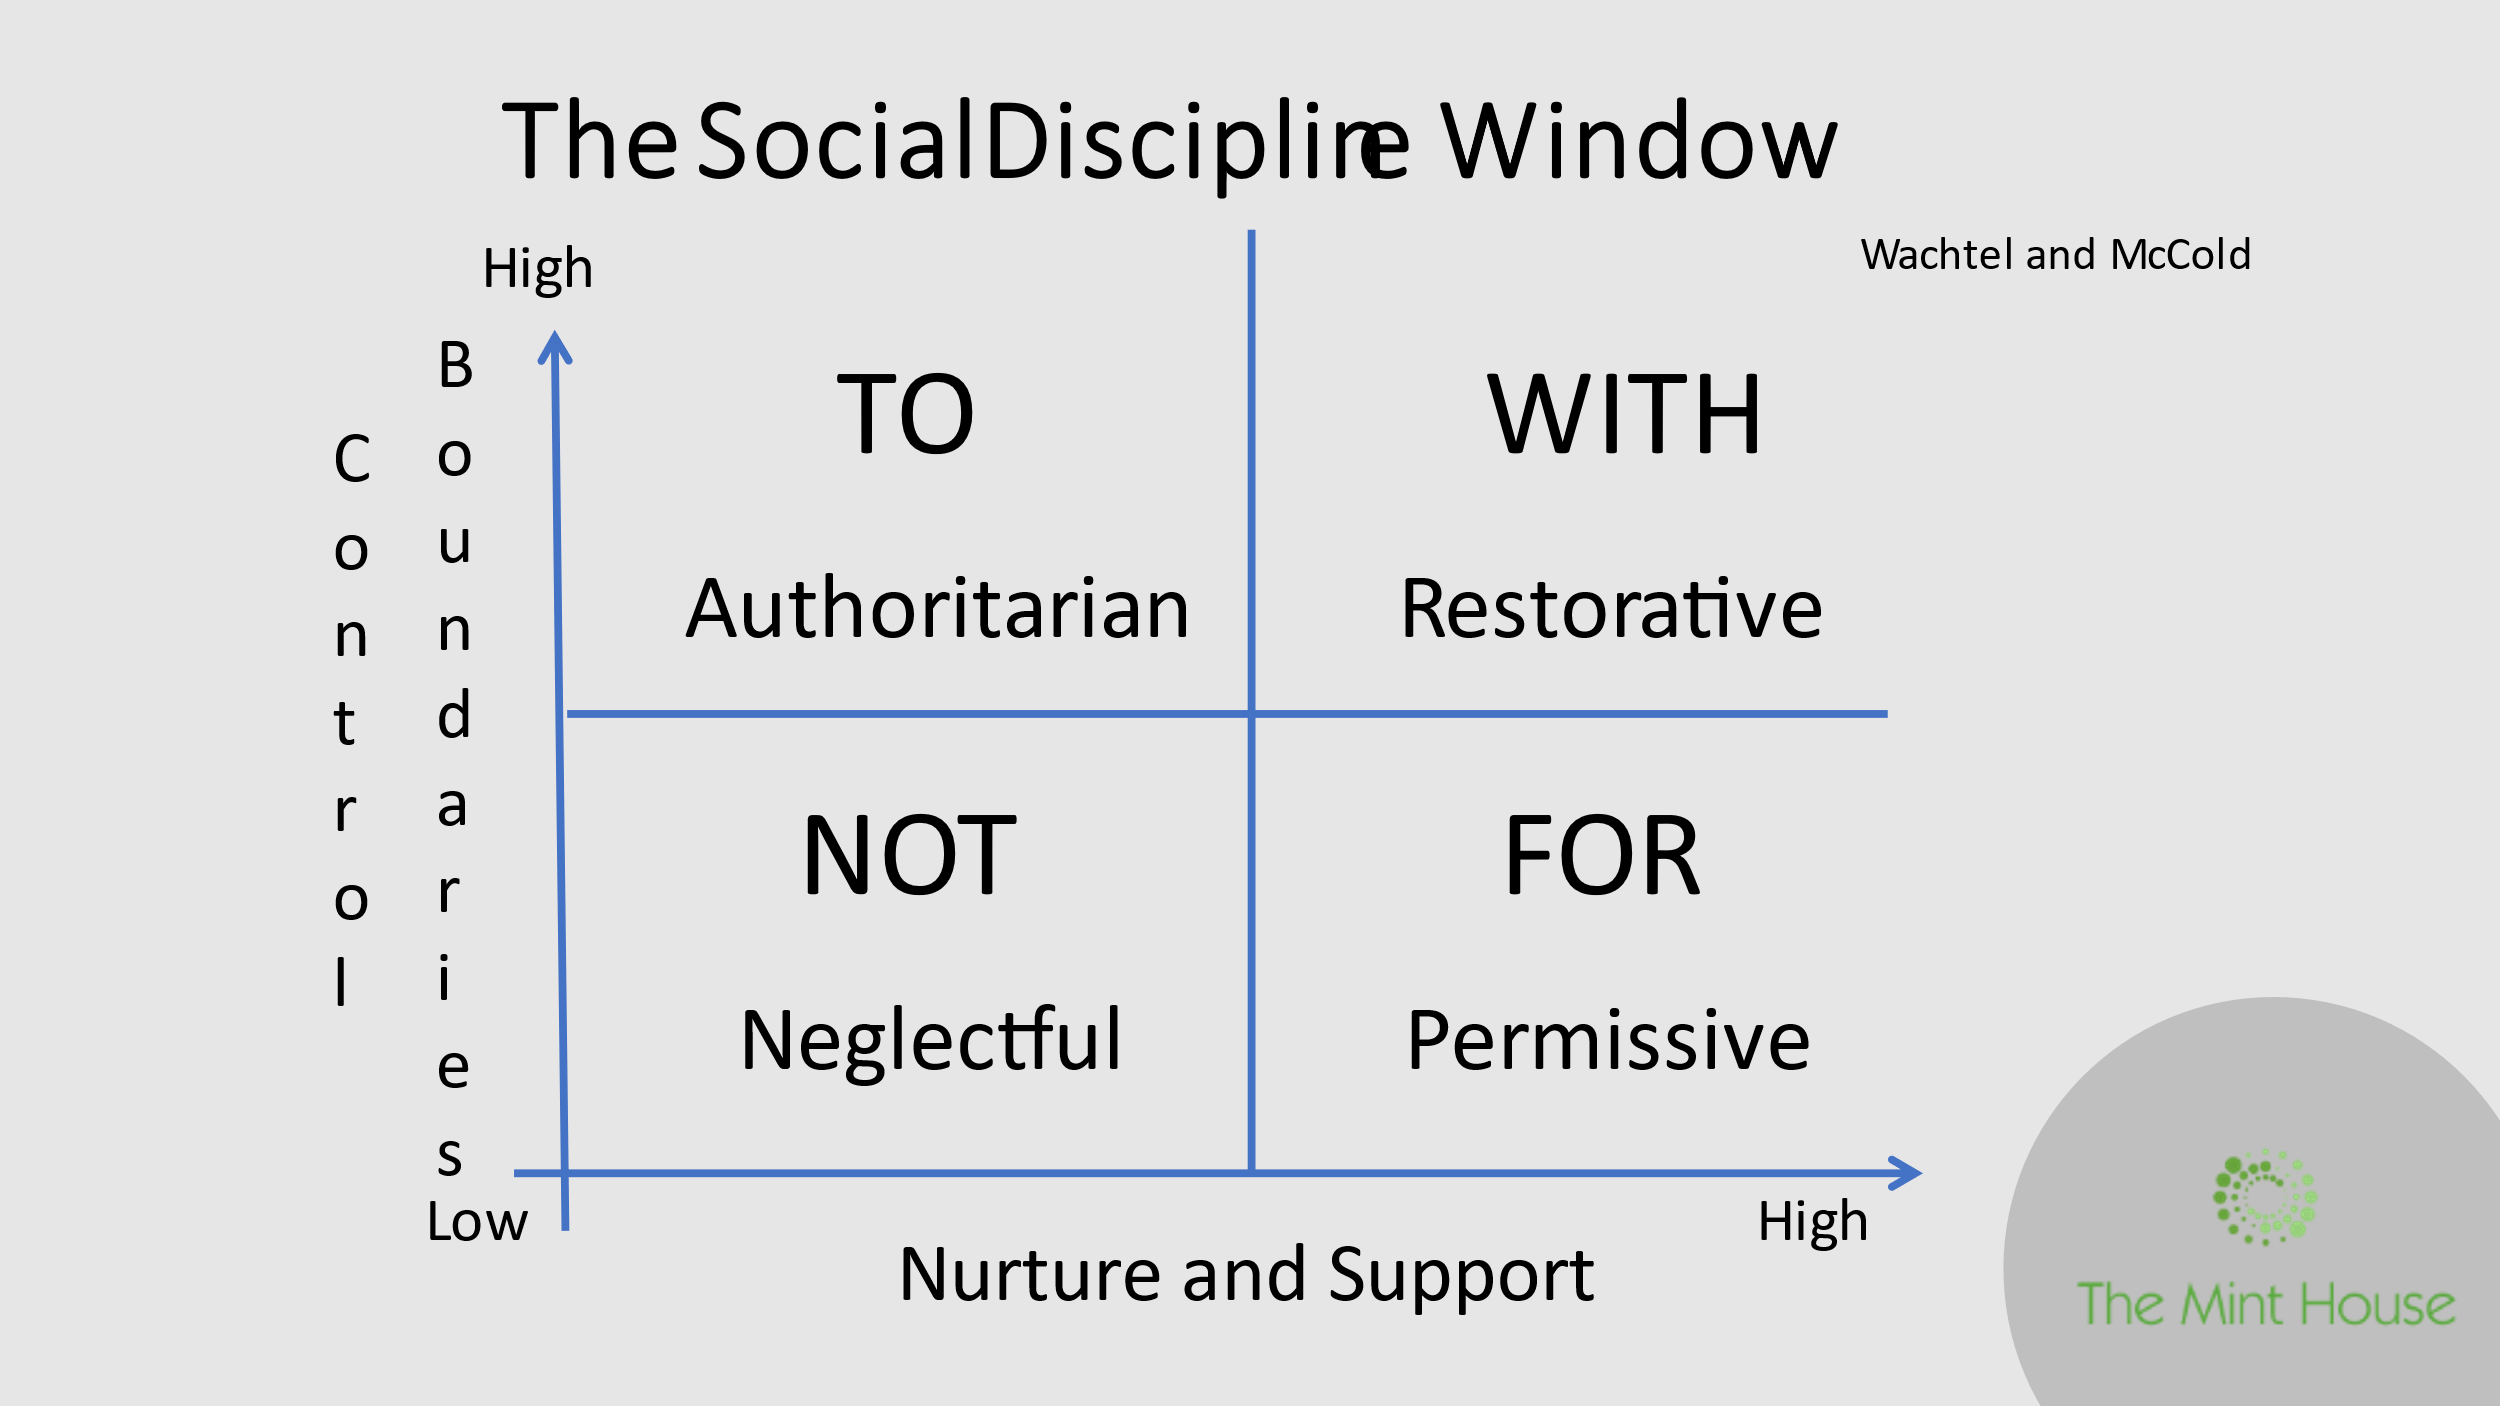 The Social Discipline Window
Wachtel and McCold
High
Control
Boundaries
TO
WITH
Authoritarian
Restorative
NOT
FOR
Neglectful
Permissive
Low
High
Nurture and Support
The Mint House